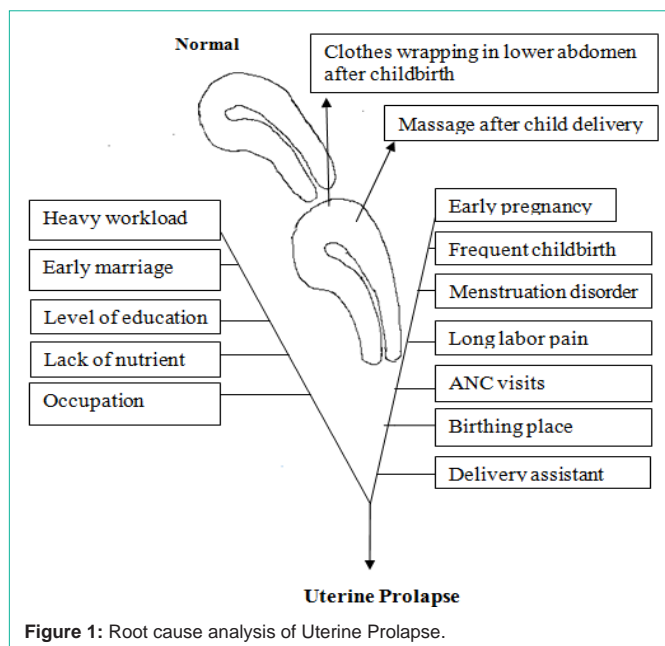 Normal
Clothes wrapping in lower abdomen
after childbirth
Massage after child delivery
Heavy workload
Early marriage
Level of education
Lack of nutrient
Occupation
Early pregnancy
Frequent childbirth
Menstruation disorder
Long labor pain
ANC visits
Birthing place
Delivery assistant
Uterine Prolapse
Figure 1: Root cause analysis of Uterine Prolapse.